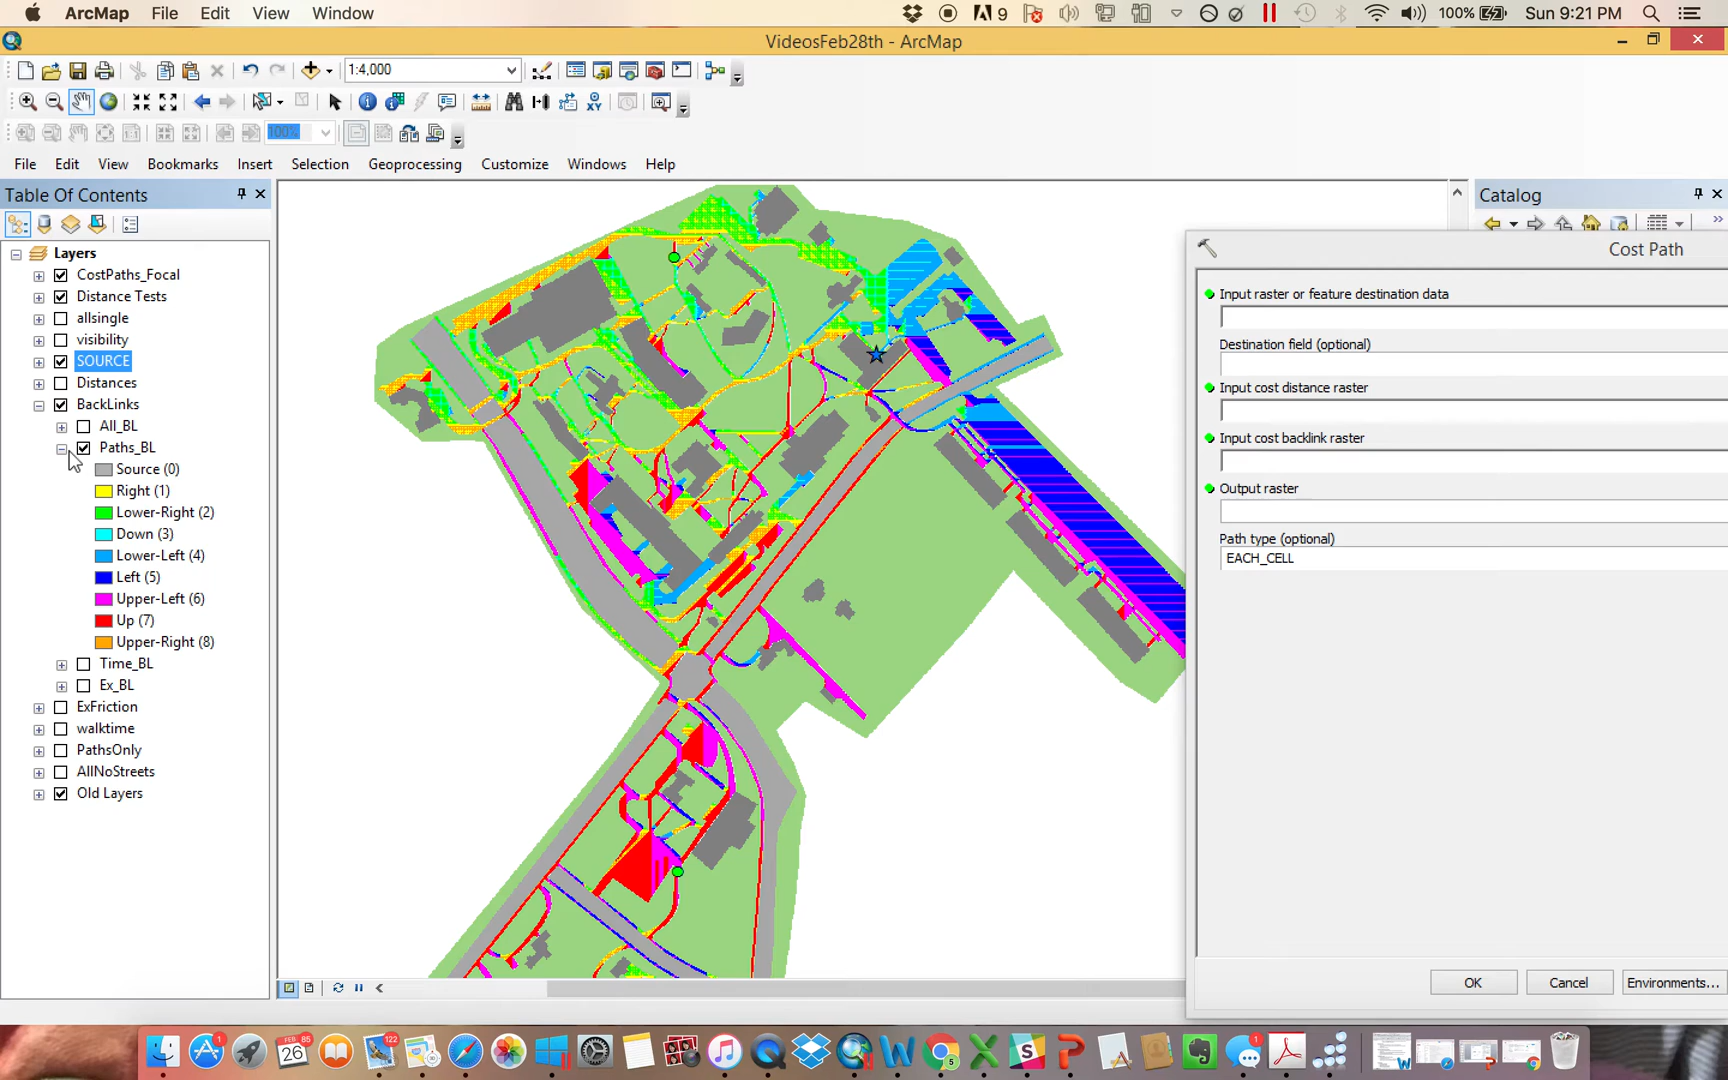 ArcMap File Edit View Window
9 100% Sun 9:21 PM
VideosFeb28th - ArcMap
1:4,000
100%
File Edit View Bookmarks Insert Selection Geoprocessing Customize Windows Help
Table Of Contents
Layers
CostPaths_Focal
Distance Tests
allsingle
visibility
SOURCE
Distances
BackLinks
All_BL
Paths_BL
Source (0)
Right (1)
Lower-Right (2)
Down (3)
Lower-Left (4)
Left (5)
Upper-Left (6)
Up (7)
Upper-Right (8)
Time_BL
Ex_BL
ExFriction
walktime
PathsOnly
AllNoStreets
Old Layers
Catalog
Cost Path
Input raster or feature destination data
Destination field (optional)
Input cost distance raster
Input cost backlink raster
Output raster
Path type (optional)
EACH_CELL
OK Cancel Environments...
FEB 85
26
122
1